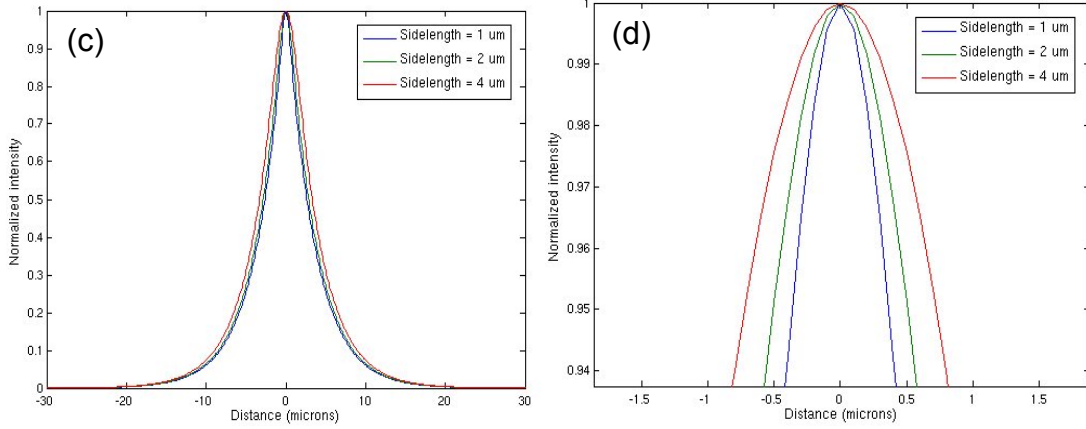 (c)
Sidelength = 1 um
Sidelength = 2 um
Sidelength = 4 um
Normalized intensity
1
0.9
0.8
0.7
0.6
0.5
0.4
0.3
0.2
0.1
0
-30
-20
-10
0
10
20
30
Distance (microns)
(d)
Sidelength = 1 um
Sidelength = 2 um
Sidelength = 4 um
Normalized intensity
1
0.99
0.98
0.97
0.96
0.95
0.94
-1.5
-1
-0.5
0
0.5
1
1.5
Distance (microns)